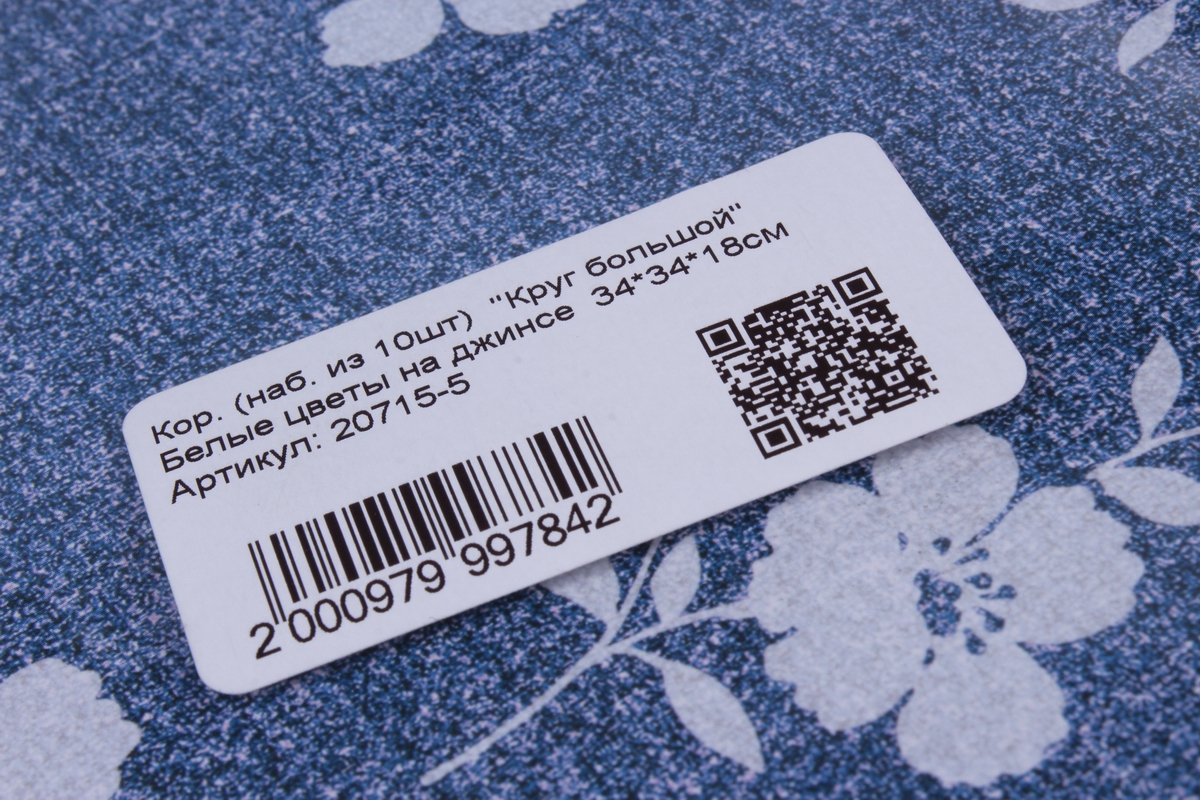 Кор. (наб. из 10шт) "Круг большой"
Белые цветы на джинсе 34*34*18см
Артикул: 20715-5
2 000979 997842